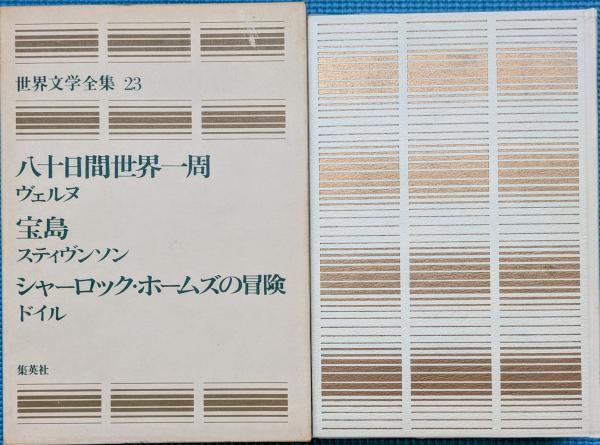 世界文学全集 23
八十日間世界一周
ヴェルヌ
宝島
スティヴンソン
シャーロック・ホームズの冒険
ドイル
集英社